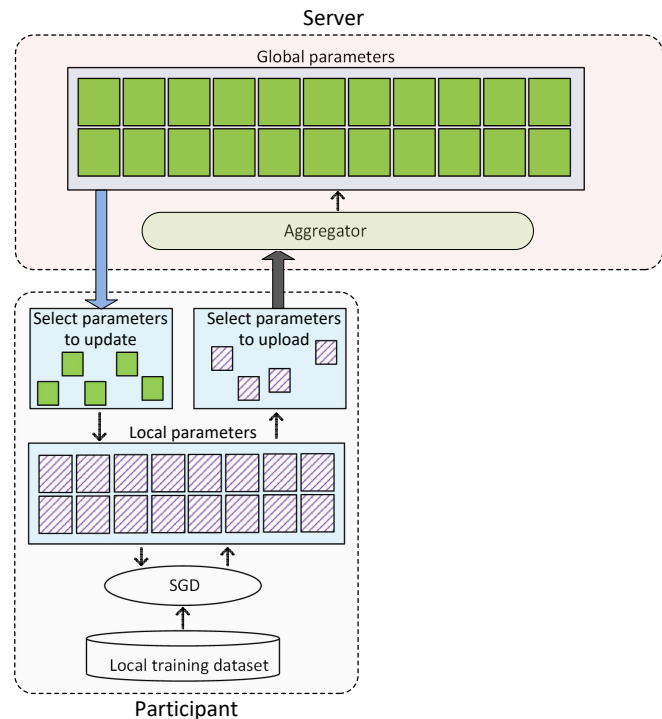 Server
Global parameters
Aggregator
Select parameters
to update
Select parameters
to upload
Local parameters
SGD
Local training dataset
Participant